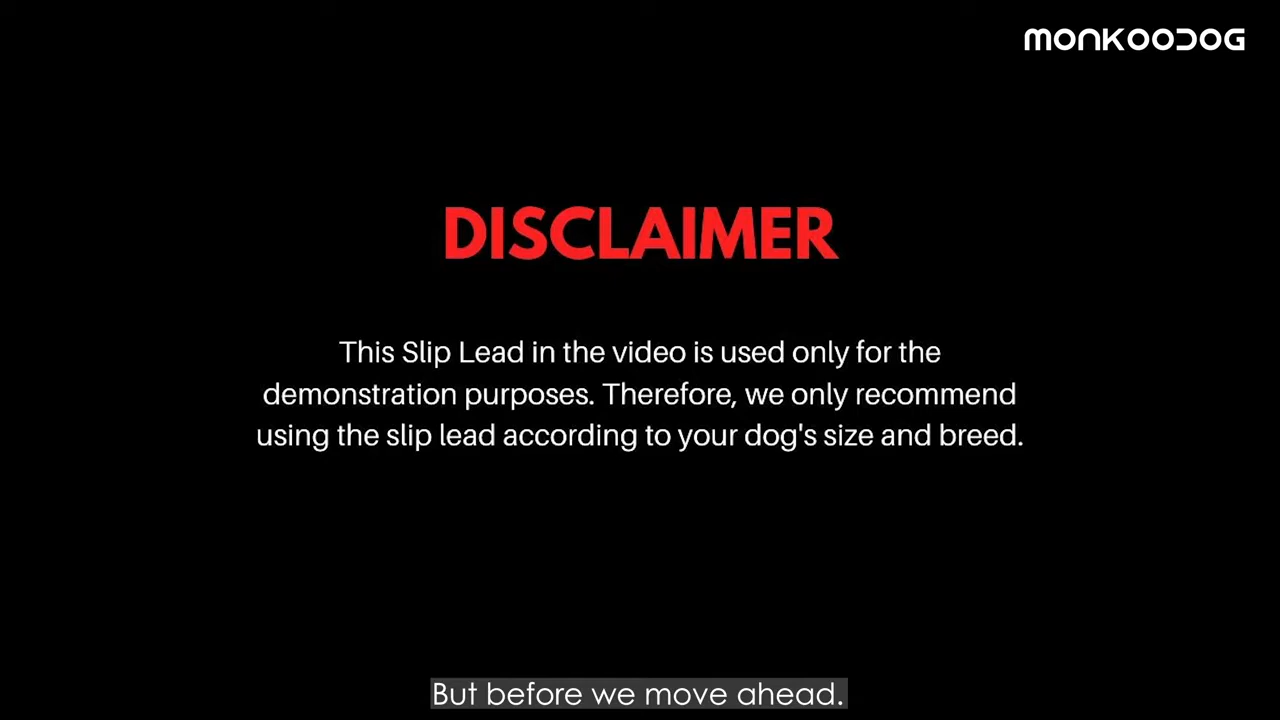 MONKOODOG
DISCLAIMER
This Slip Lead in the video is used only for the
demonstration purposes. Therefore, we only recommend
using the slip lead according to your dog's size and breed.
But before we move ahead.